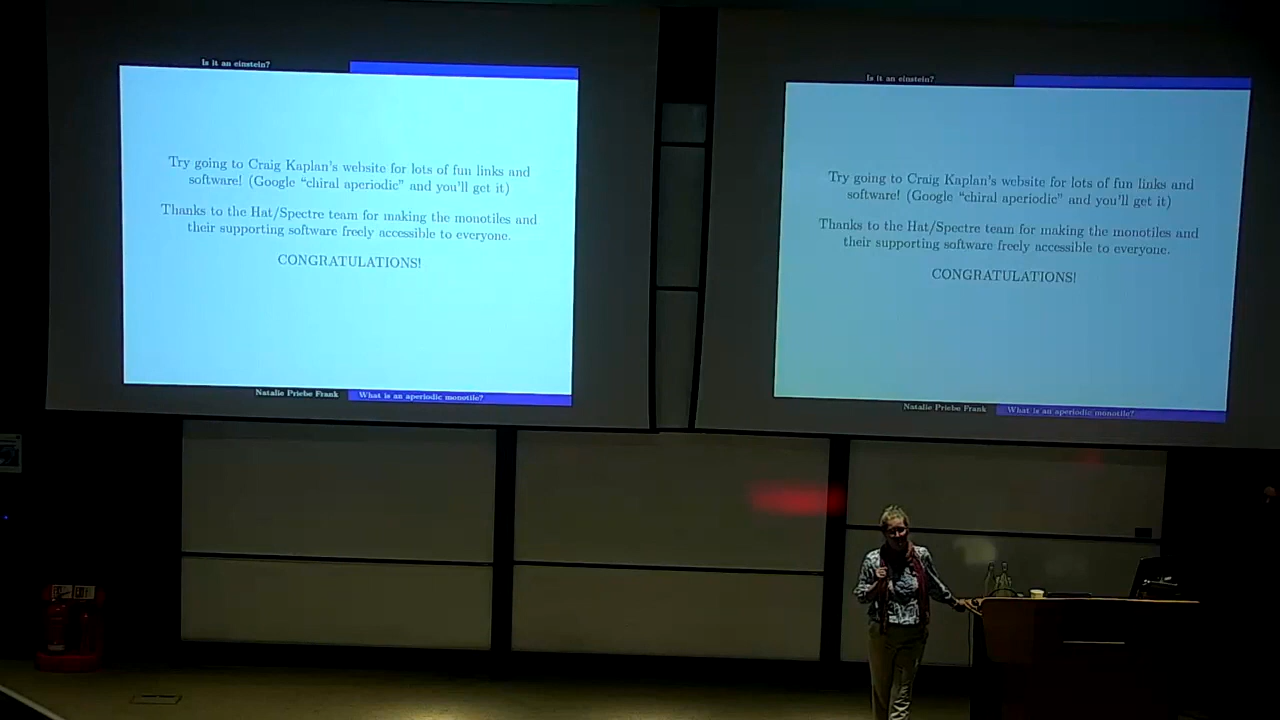 Is it an einstein?
Try going to Craig Kaplan's website for lots of fun links and
software! (Google "chiral aperiodic" and you'll get it)
Thanks to the Hat/Spectre team for making the monotiles and
their supporting software freely accessible to everyone.
CONGRATULATIONS!
Natalie Priebe Frank
What is an aperiodic monotile?
Is it an einstein?
Try going to Craig Kaplan's website for lots of fun links and
software! (Google "chiral aperiodic" and you'll get it)
Thanks to the Hat/Spectre team for making the monotiles and
their supporting software freely accessible to everyone.
CONGRATULATIONS!
Natalie Priebe Frank
What is an aperiodic monotile?